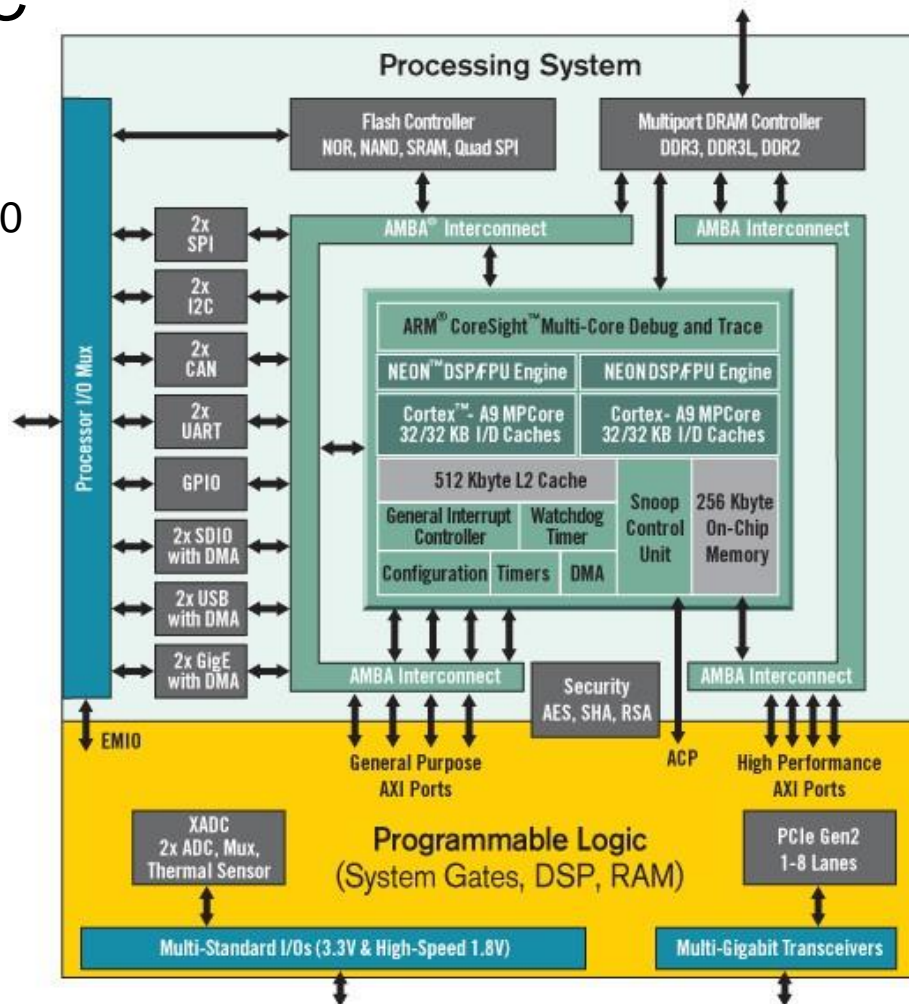 C
Processing System
Flash Controller
NOR, NAND, SRAM, Quad SPI
Multiport DRAM Controller
DDR3, DDR3L, DDR2
0
2x
SPI
AMBA® Interconnect
AMBA Interconnect
2x
I2C
ARM® CoreSight™ Multi-Core Debug and Trace
2x
CAN
NEON™ DSP/FPU Engine
NEON DSP/FPU Engine
Processor I/O Mux
2x
UART
Cortex™- A9 MPCore
32/32 KB I/D Caches
Cortex- A9 MPCore
32/32 KB I/D Caches
GPIO
512 Kbyte L2 Cache
General Interrupt
Controller
Watchdog
Timer
Snoop
Control
Unit
256 Kbyte
On-Chip
Memory
2x SDIO
with DMA
Configuration
Timers
DMA
2x USB
with DMA
2x GigE
with DMA
AMBA Interconnect
Security
AES, SHA, RSA
AMBA Interconnect
EMIO
General Purpose
AXI Ports
ACP
High Performance
AXI Ports
XADC
2x ADC, Mux,
Thermal Sensor
Programmable Logic
(System Gates, DSP, RAM)
PCIe Gen2
1-8 Lanes
Multi-Standard I/Os (3.3V & High-Speed 1.8V)
Multi-Gigabit Transceivers